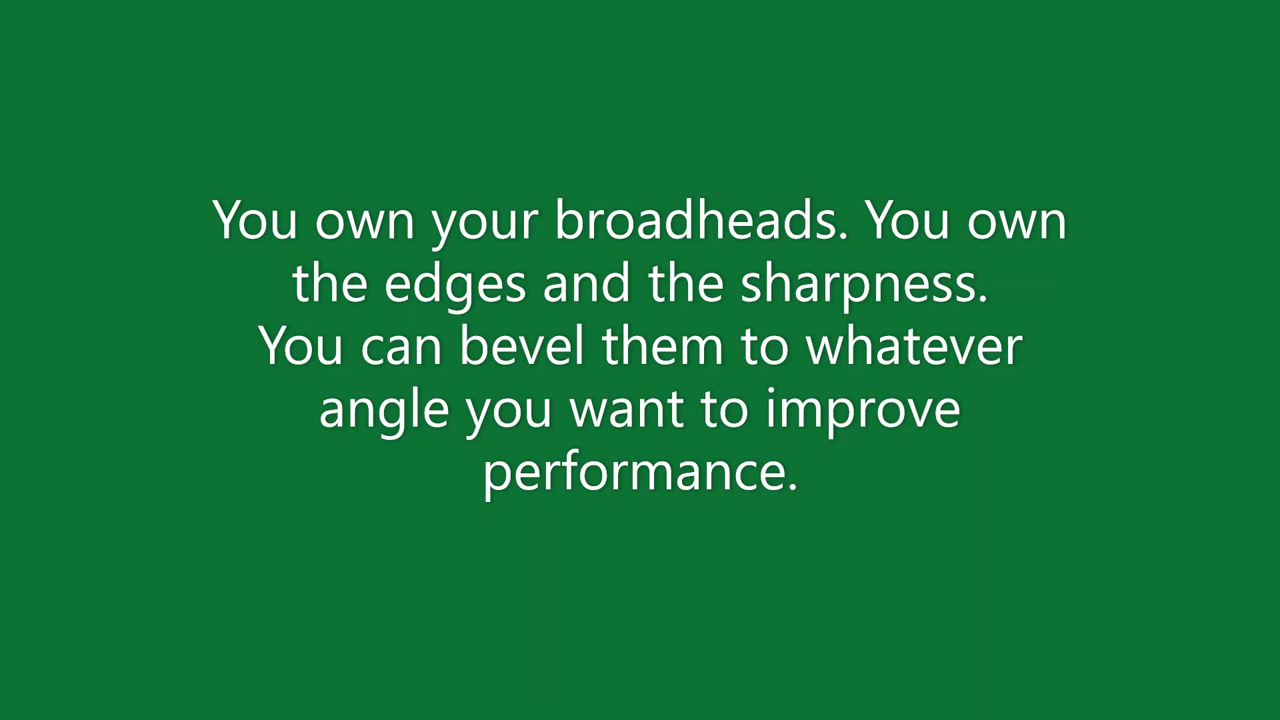 You own your broadheads. You own
the edges and the sharpness.
You can bevel them to whatever
angle you want to improve
performance.